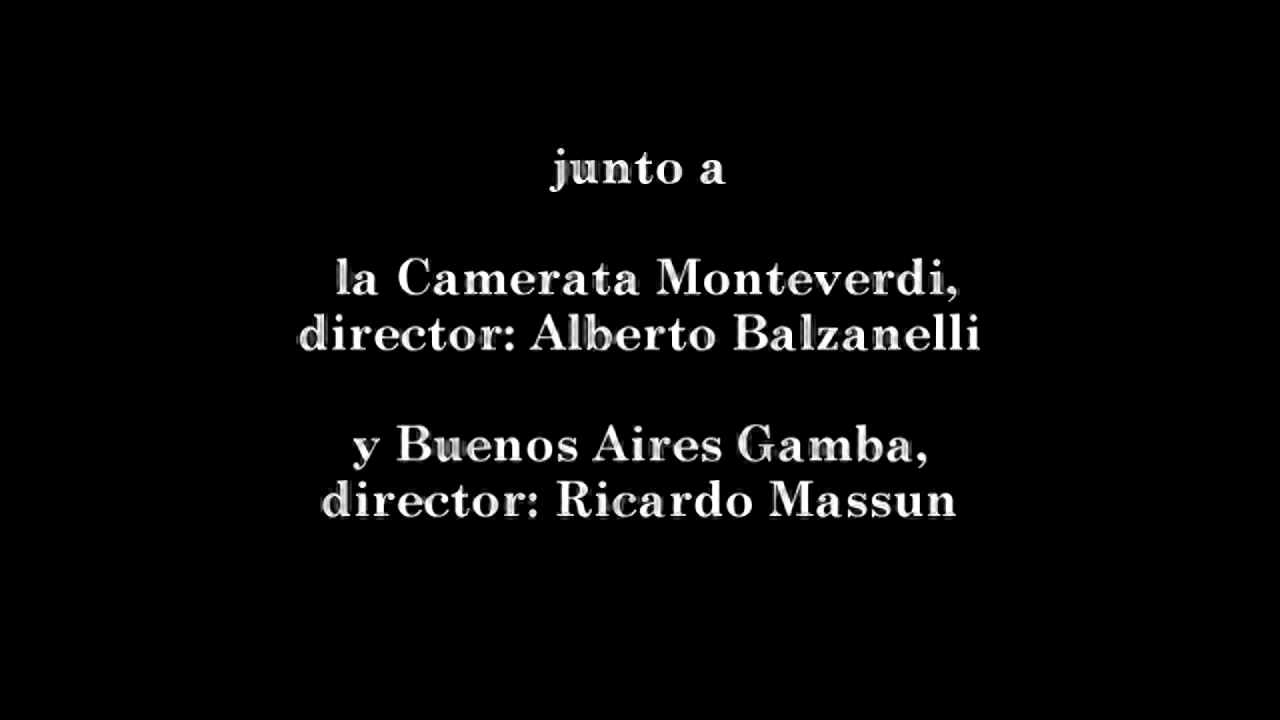 junto a
la Camerata Monteverdi,
director: Alberto Balzanelli
y Buenos Aires Gamba,
director: Ricardo Massun